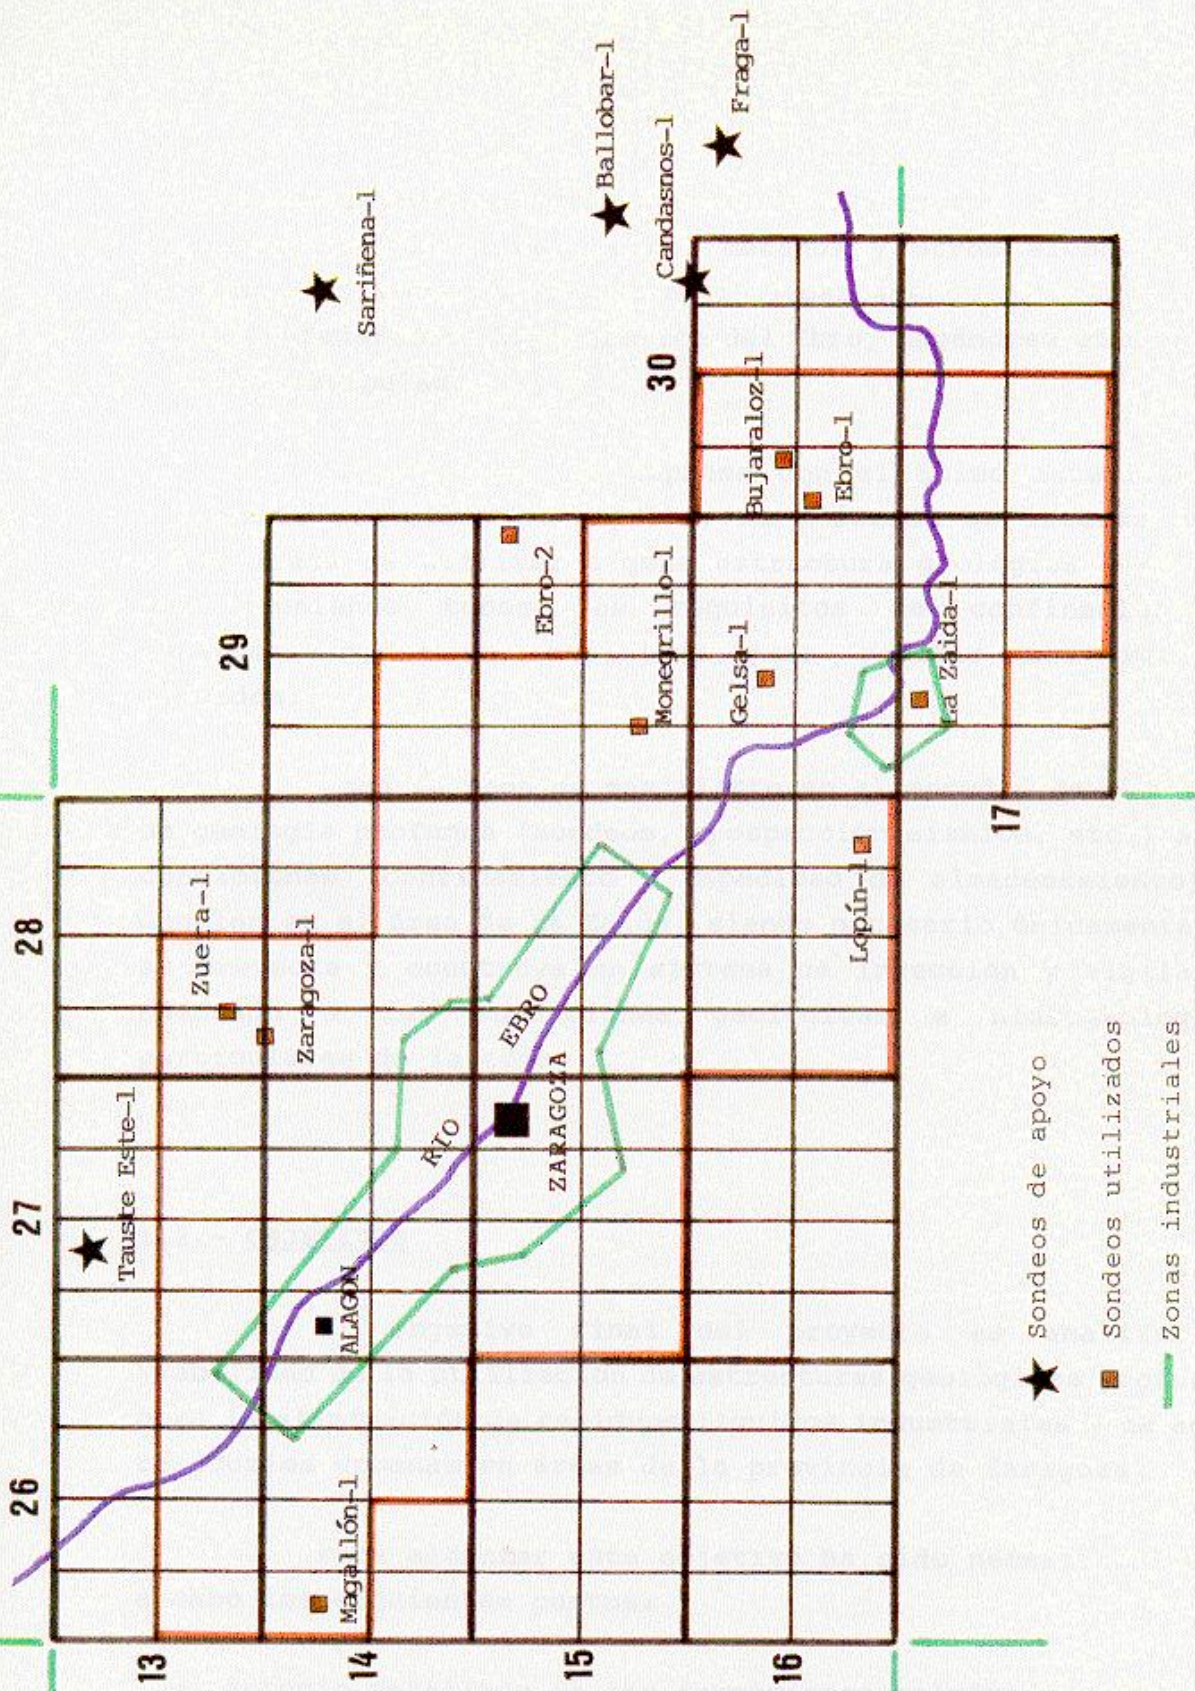 26
27
28
29
30
13
14
15
16
17
Tauste Este-1
Zuera-1
Zaragoza-1
Sariñena-1
Magallón-1
ALAGON
RIO
EBRO
ZARAGOZA
Ebro-2
Monegrillo-1
Gelsa-1
Lopín-1
La Zaida-1
Bujaraloz-1
Ebro-1
Candasnos-1
Ballobar-1
Fraga-1
Sondeos de apoyo
Sondeos utilizados
Zonas industriales